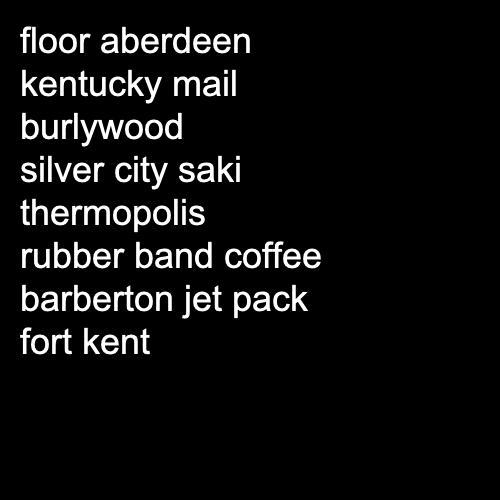 floor aberdeen
kentucky mail
burlywood
silver city saki
thermopolis
rubber band coffee
barberton jet pack
fort kent